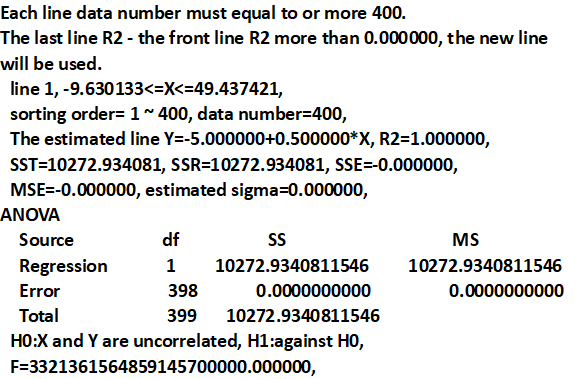 Each line data number must equal to or more 400.
The last line R2 - the front line R2 more than 0.000000, the new line
will be used.
line 1, -9.630133<=X<=49.437421,
sorting order= 1 ~ 400, data number=400,
The estimated line Y=-5.000000+0.500000*X, R2=1.000000,
SST=10272.934081, SSR=10272.934081, SSE=-0.000000,
MSE=-0.000000, estimated sigma=0.000000,
ANOVA
Source df SS MS
Regression 1 10272.9340811546 10272.9340811546
Error 398 0.0000000000 0.0000000000
Total 399 10272.9340811546
H0:X and Y are uncorrelated, H1:against H0,
F=3321361564859145700000.000000,